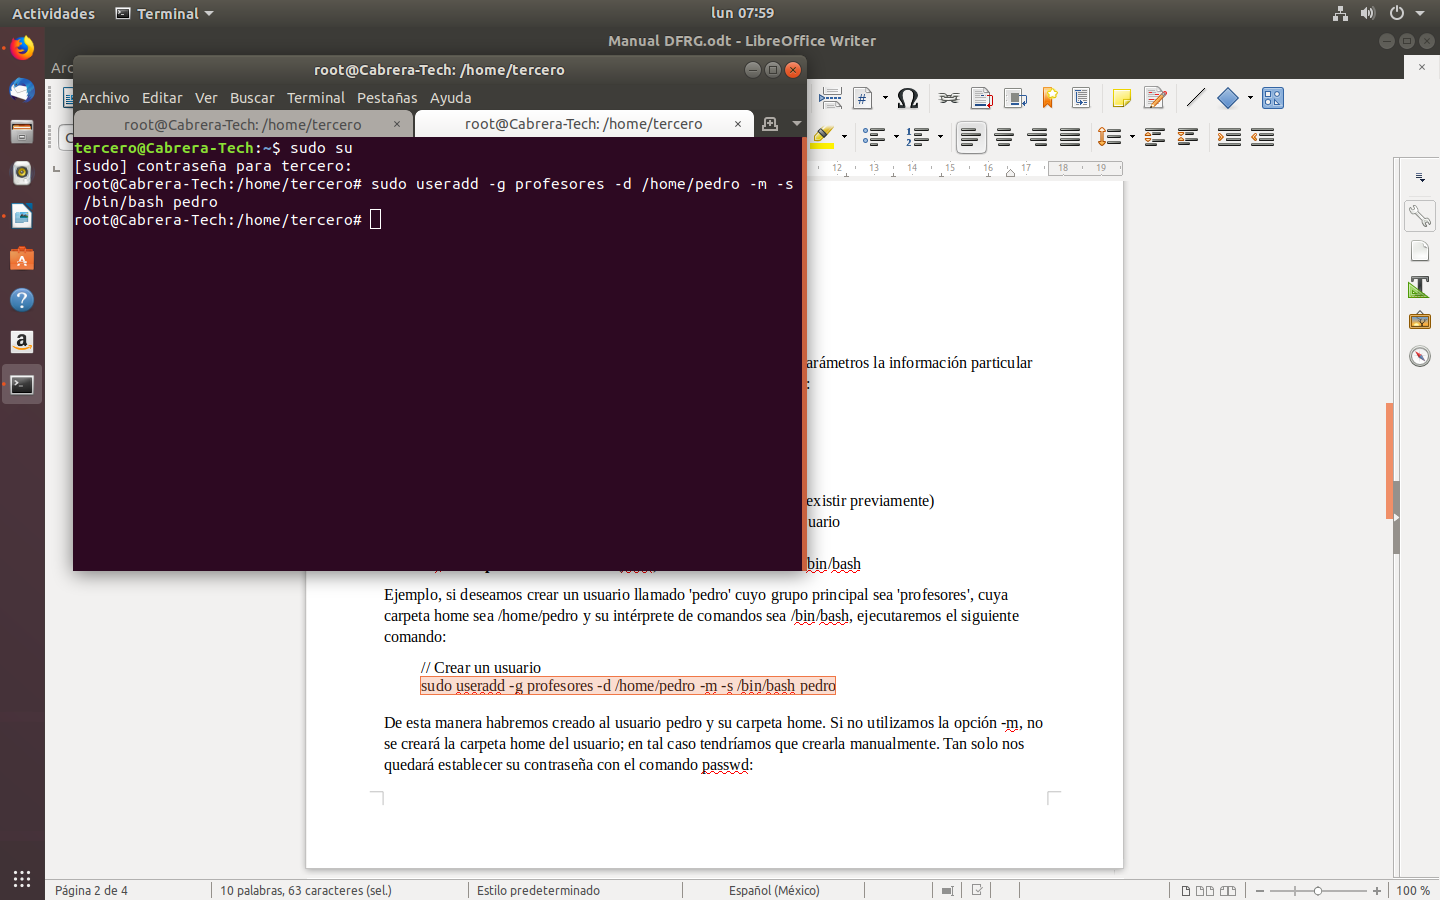 Actividades
Terminal
lun 07:59
Manual DFRG.odt - LibreOffice Writer
root@Cabrera-Tech: /home/tercero
Archivo Editar Ver Buscar Terminal Pestañas Ayuda
root@Cabrera-Tech: /home/tercero
root@Cabrera-Tech: /home/tercero
tercero@Cabrera-Tech:~$ sudo su
[sudo] contraseña para tercero:
root@Cabrera-Tech:/home/tercero# sudo useradd -g profesores -d /home/pedro -m -s
/bin/bash pedro
root@Cabrera-Tech:/home/tercero#
12 13 14 15 16 17 18 19
arámetros la información particular
:
existir previamente)
uario
bin/bash
Ejemplo, si deseamos crear un usuario llamado 'pedro' cuyo grupo principal sea 'profesores', cuya
carpeta home sea /home/pedro y su intérprete de comandos sea /bin/bash, ejecutaremos el siguiente
comando:
// Crear un usuario
sudo useradd -g profesores -d /home/pedro -m -s /bin/bash pedro
De esta manera habremos creado al usuario pedro y su carpeta home. Si no utilizamos la opción -m, no
se creará la carpeta home del usuario; en tal caso tendríamos que crearla manualmente. Tan solo nos
quedará establecer su contraseña con el comando passwd:
Página 2 de 4
10 palabras, 63 caracteres (sel.)
Estilo predeterminado
Español (México)
100 %